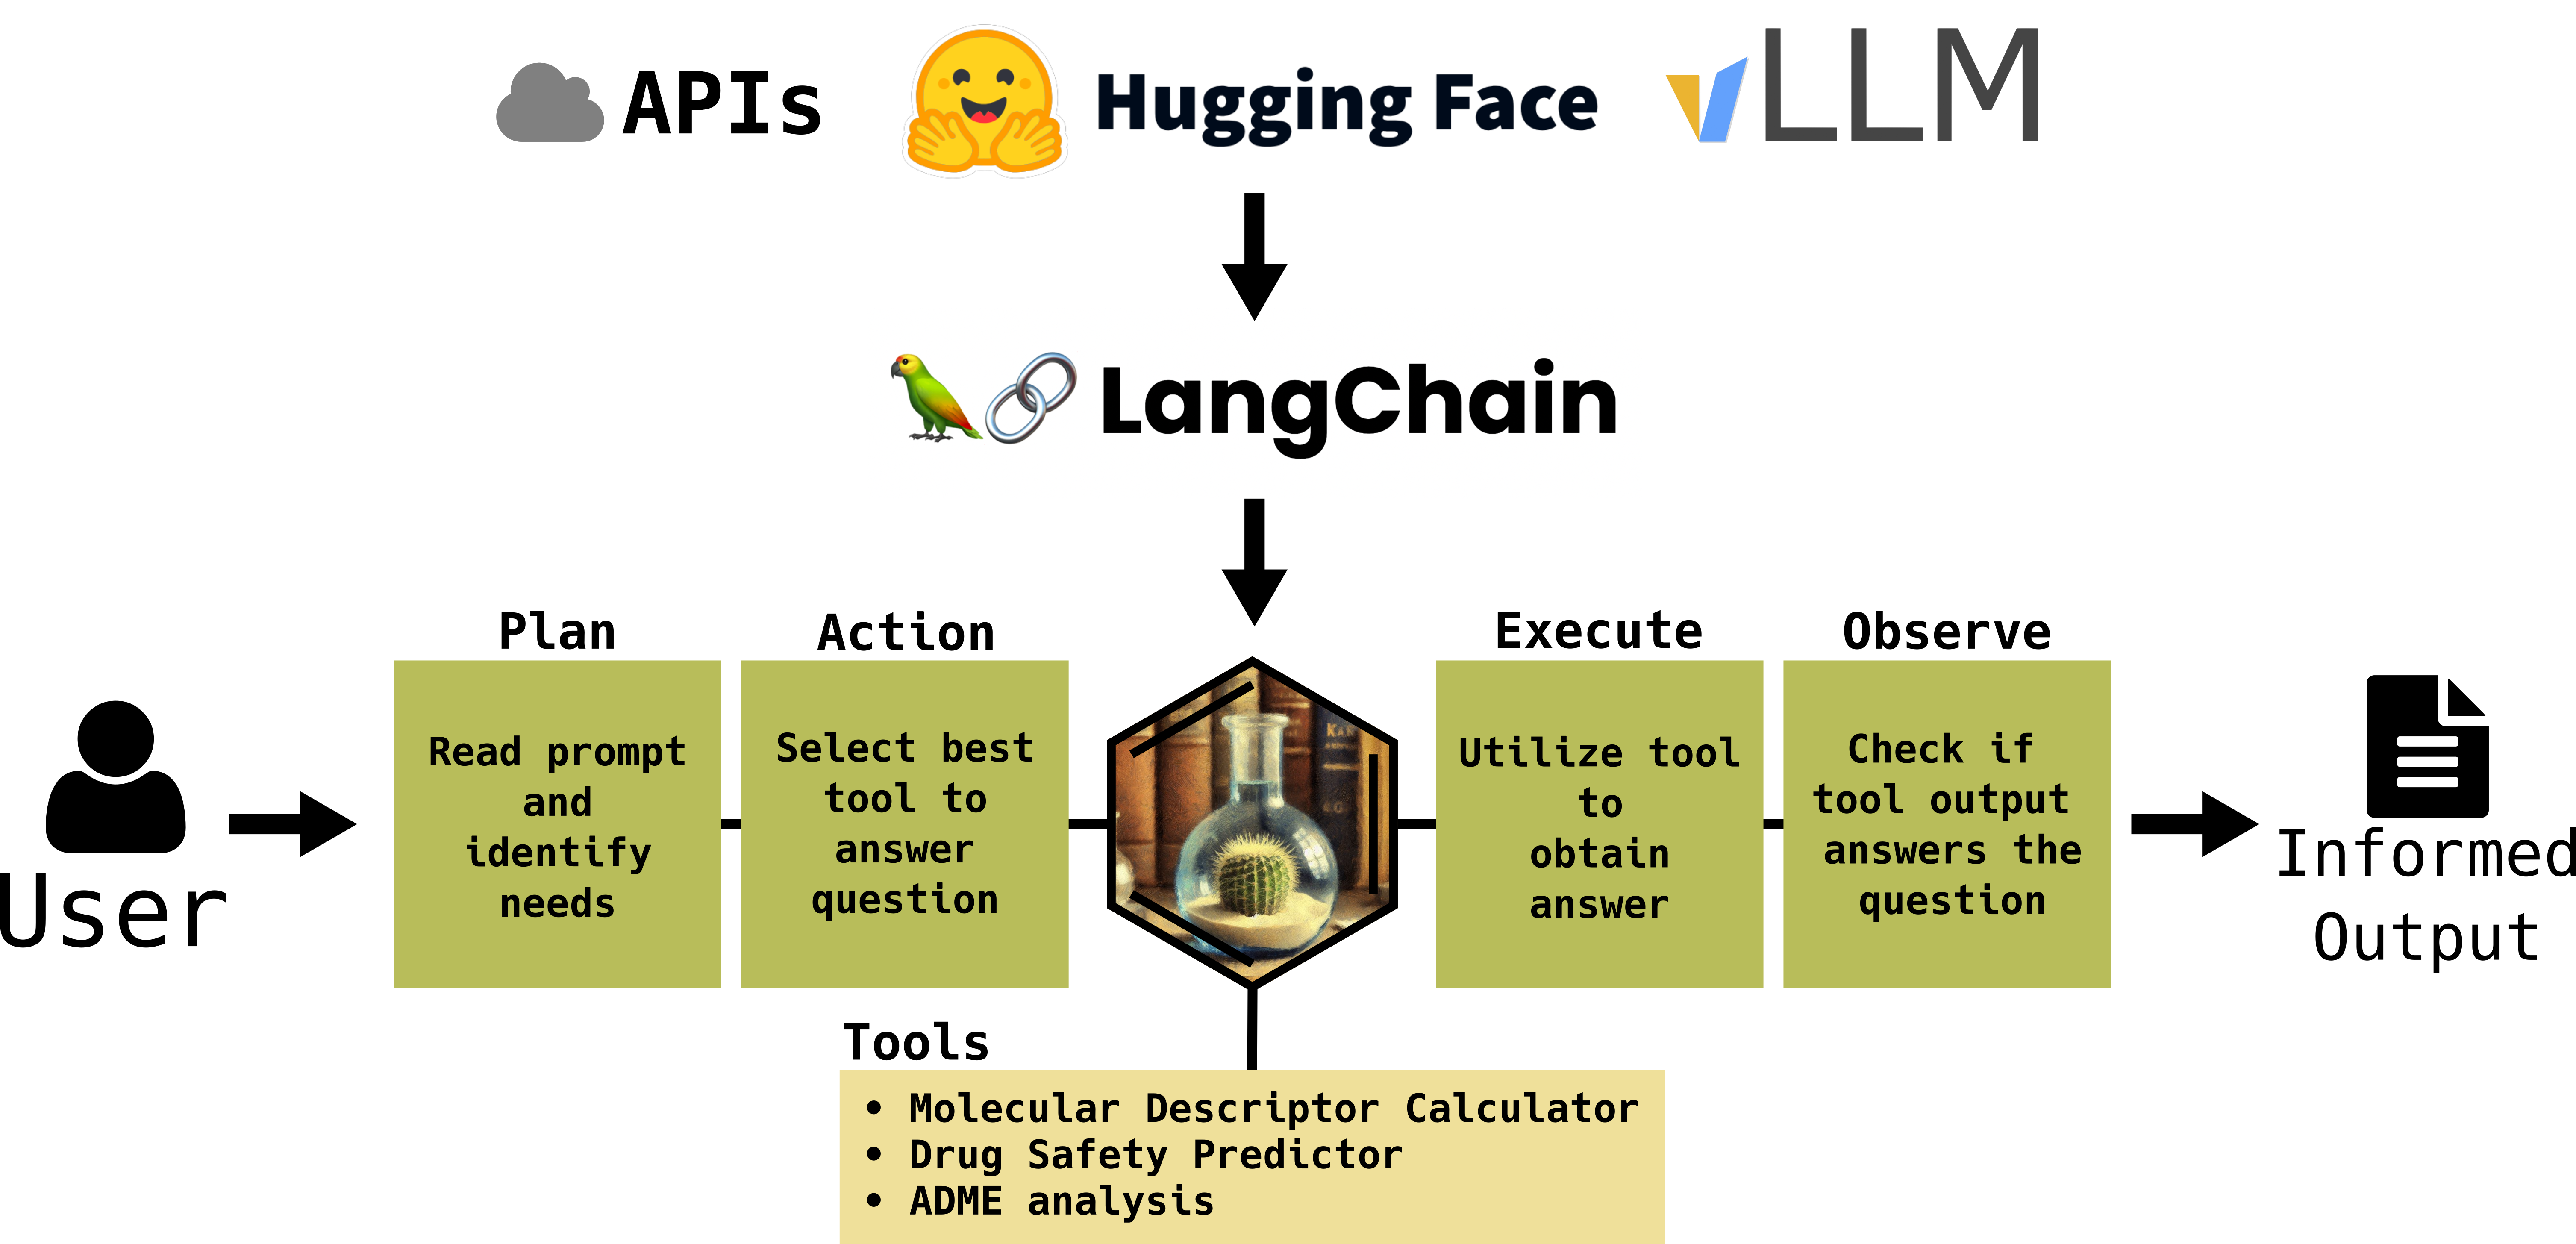 APIs
Hugging Face
vLLM
LangChain
Plan
Read prompt
and
identify
needs
Action
Select best
tool to
answer
question
Execute
Utilize tool
to
obtain
answer
Observe
Check if
tool output
answers the
question
User
Informed
Output
Tools
• Molecular Descriptor Calculator
• Drug Safety Predictor
• ADME analysis